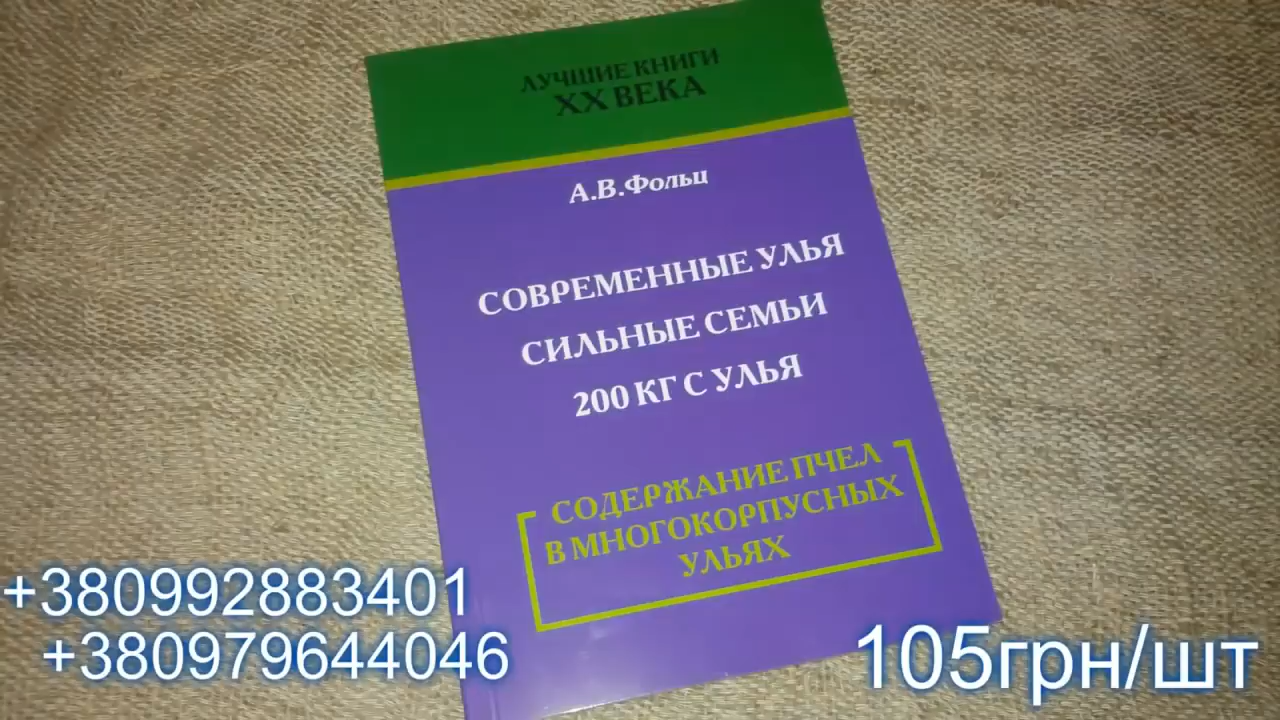 ЛУЧШИЕ КНИГИ
XX ВЕКА
А.В.Фольц
СОВРЕМЕННЫЕ УЛЬЯ
СИЛЬНЫЕ СЕМЬИ
200 КГ С УЛЬЯ
СОДЕРЖАНИЕ ПЧЕЛ
В МНОГОКОРПУСНЫХ
УЛЬЯХ
+380992883401
+380979644046
105грн/шт